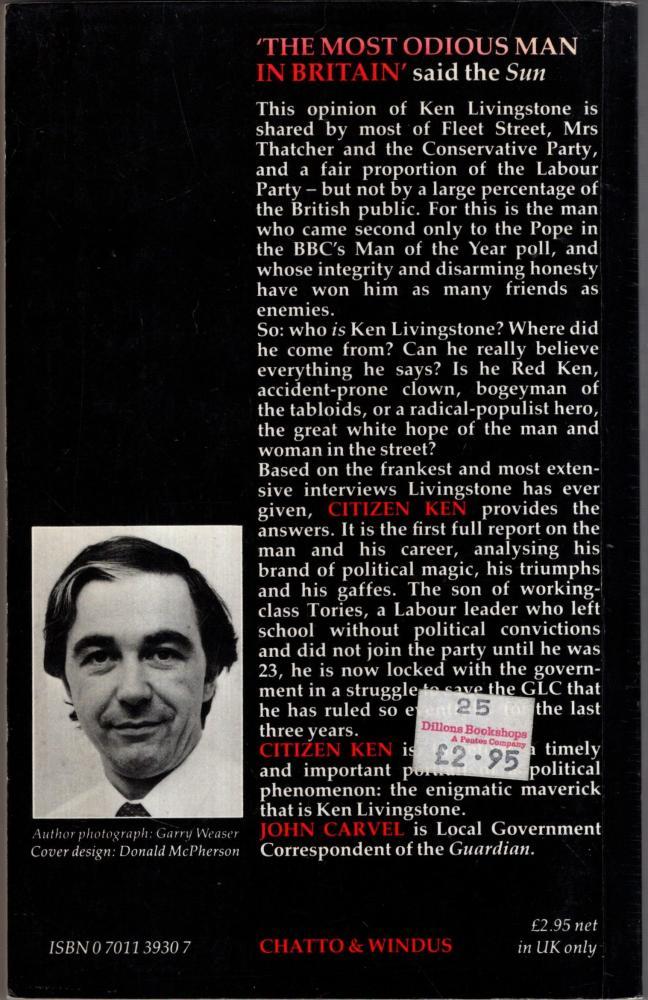 ‘THE MOST ODIOUS MAN
IN BRITAIN’ said the Sun
This opinion of Ken Livingstone is
shared by most of Fleet Street, Mrs
Thatcher and the Conservative Party,
and a fair proportion of the Labour
Party – but not by a large percentage of
the British public. For this is the man
who came second only to the Pope in
the BBC’s Man of the Year poll, and
whose integrity and disarming honesty
have won him as many friends as
enemies.
So: who is Ken Livingstone? Where did
he come from? Can he really believe
everything he says? Is he Red Ken,
accident-prone clown, bogeyman of
the tabloids, or a radical-populist hero,
the great white hope of the man and
woman in the street?
Based on the frankest and most exten-
sive interviews Livingstone has ever
given, CITIZEN KEN provides the
answers. It is the first full report on the
man and his career, analysing his
brand of political magic, his triumphs
and his gaffes. The son of working-
class Tories, a Labour leader who left
school without political convictions
and did not join the party until he was
23, he is now locked with the govern-
ment in a struggle to save the GLC that
he has ruled so the last
three years.
CITIZEN KEN is a timely
and important political
phenomenon: the enigmatic maverick
that is Ken Livingstone.
JOHN CARVEL is Local Government
Correspondent of the Guardian.
25
Dillons Bookshops
A Pentos Company
£2·95
Author photograph: Garry Weaser
Cover design: Donald McPherson
ISBN 0 7011 3930 7
CHATTO & WINDUS
£2.95 net
in UK only